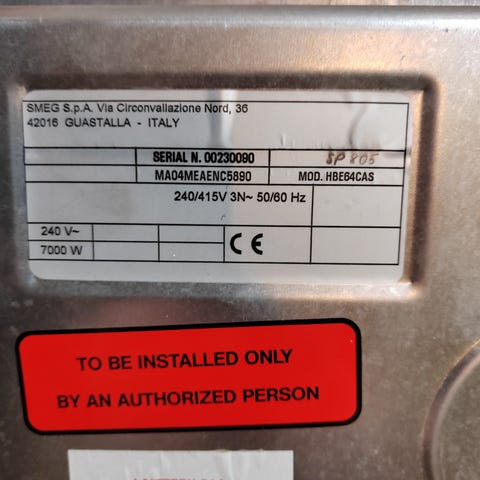 SMEG S.p.A. Via Circonvallazione Nord, 36
42016 GUASTALLA - ITALY
SERIAL N. 00230090 SP 805
MA04MEAENC5890 MOD. HBE64CAS
240/415V 3N~ 50/60 Hz
240 V~
7000 W
CE
TO BE INSTALLED ONLY
BY AN AUTHORIZED PERSON